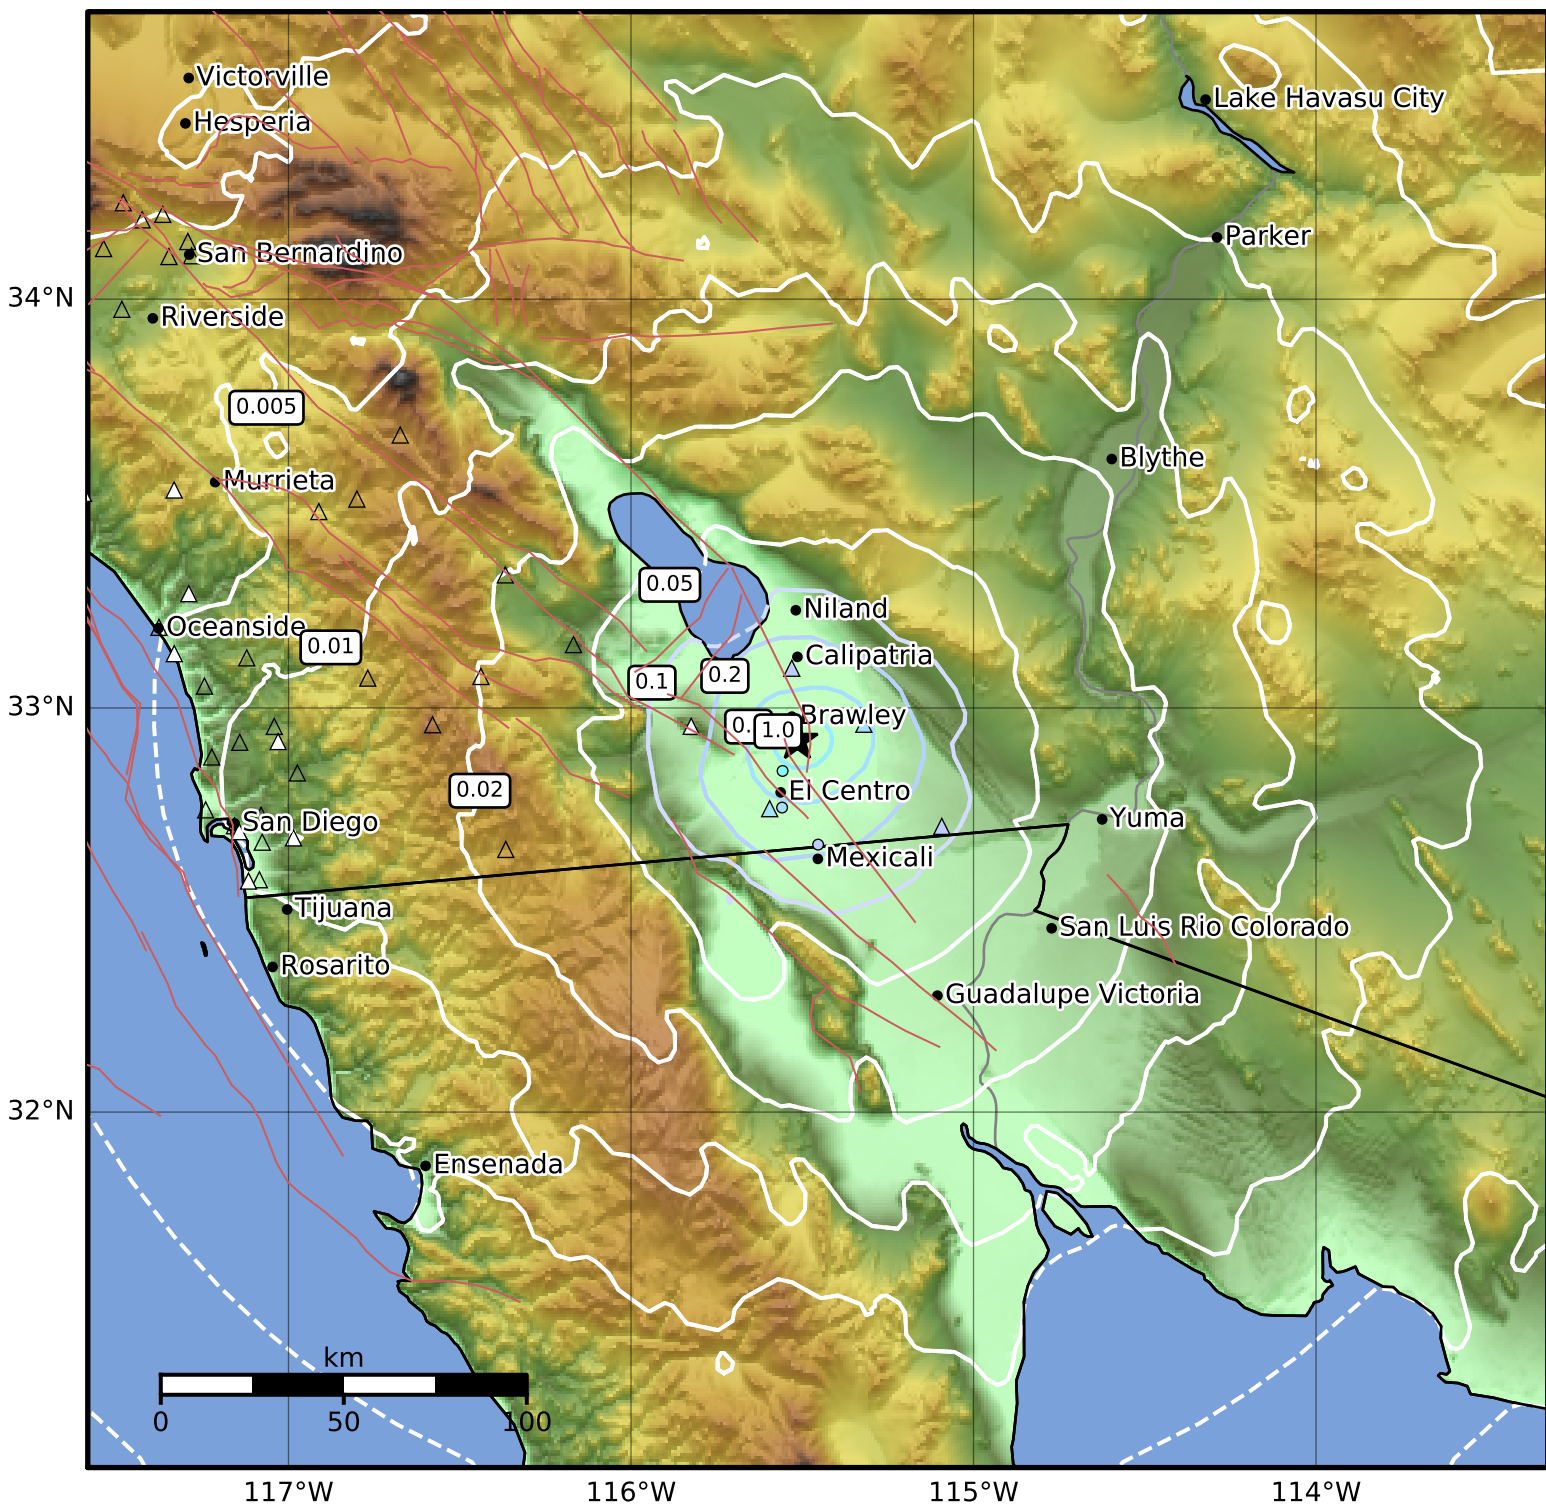 Victorville
Lake Havasu City
Hesperia
Parker
San Bernardino
34°N
Riverside
0.005
Blythe
Murrieta
0.05
Niland
Oceanside
0.01
Calipatria
0.1
0.2
33°N
Brawley
0.
1.0
0.02
El Centro
San Diego
Yuma
Mexicali
Tijuana
San Luis Rio Colorado
Rosarito
Guadalupe Victoria
32°N
Ensenada
km
0 50 100
117°W 116°W 115°W 114°W